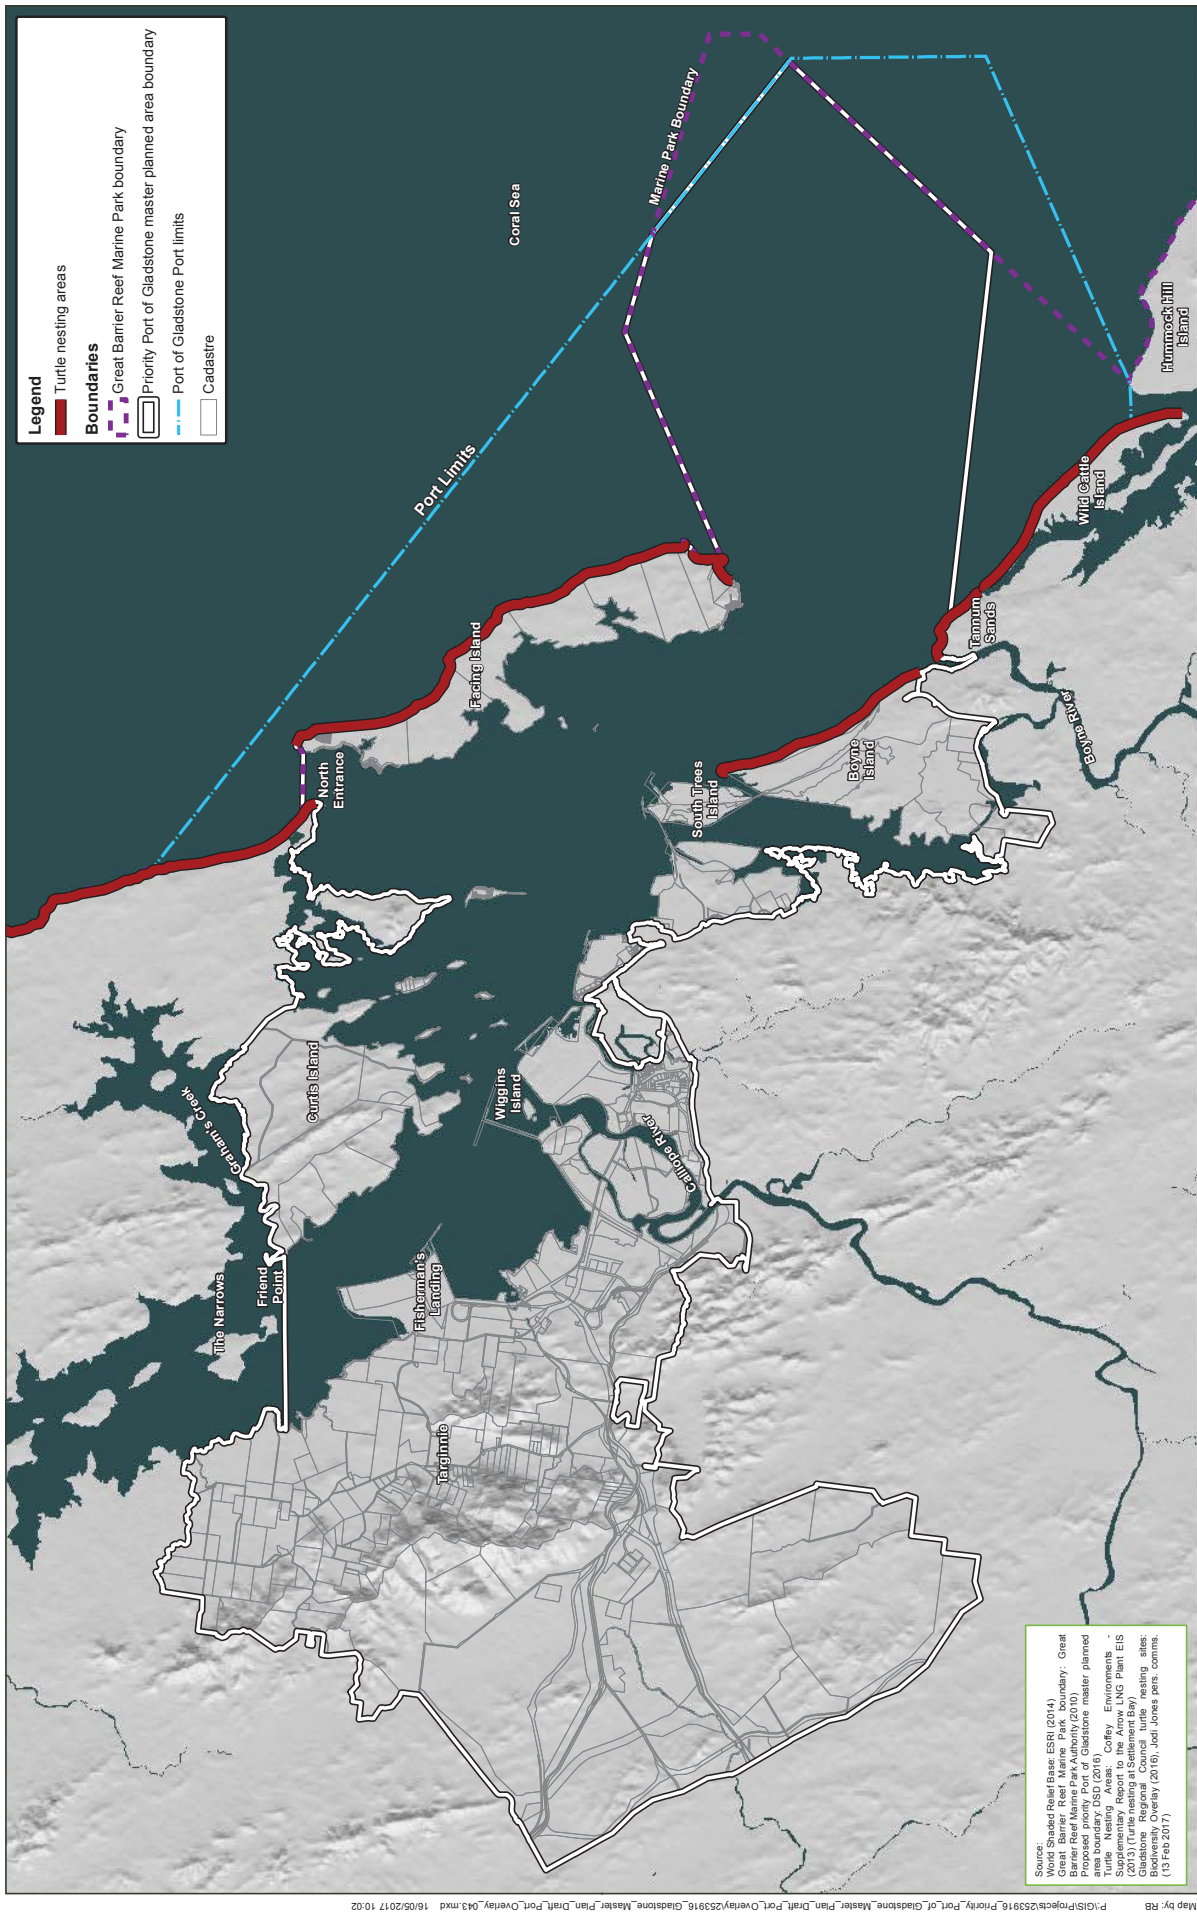 Legend
Turtle nesting areas
Boundaries
Great Barrier Reef Marine Park boundary
Priority Port of Gladstone master planned area boundary
Port of Gladstone Port limits
Cadastre
Coral Sea
Marine Park Boundary
Port Limits
Hummock Hill
Island
Wild Cattle
Island
Tannum
Sands
Facing Island
North
Entrance
South Trees
Island
Boyne
Island
Boyne River
Graham's Creek
Curtis Island
Wiggins
Island
Calliope River
The Narrows
Friend
Point
Fisherman's
Landing
Targinnie
Source:
World Shaded Relief Base: ESRI (2014)
Great Barrier Reef Marine Park boundary: Great
Barrier Reef Marine Park Authority (2010)
Proposed priority Port of Gladstone master planned
area boundary: DSD (2016)
Turtle Nesting Areas: Coffey Environments -
Supplementary Report to the Arrow LNG Plant EIS
(2013) (Turtle nesting at Settlement Bay)
Gladstone Regional Council turtle nesting sites:
Biodiversity Overlay (2016), Jodi Jones pers. comms.
(13 Feb 2017)
Map by: RB
P:\GIS\Projects\253916_Priority_Port_of_Gladstone_Master_Plan_Draft_Port_Overlay\253916_Gladstone_Master_Plan_Draft_Port_Overlay_043.mxd 16/05/2017 10:02